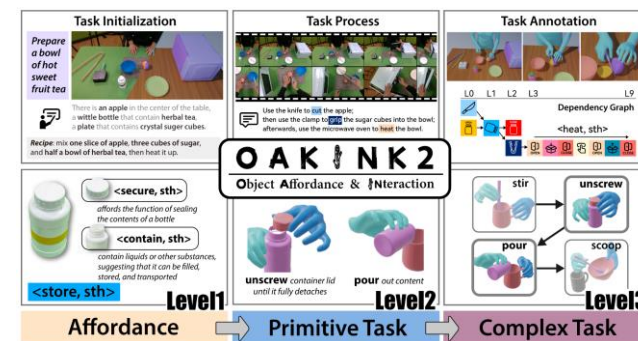 Task Initialization
Prepare
a bowl
of hot
sweet
fruit tea
There is an apple in the center of the table,
a wittle bottle that contain herbal tea,
a plate that contains crystal sugar cubes.
Recipe: mix one slice of apple, three cubes of sugar,
and half a bowl of herbal tea, then heat it up.
Task Process
Use the knife to cut the apple;
then use the clamp to grip the sugar cubes into the bowl;
afterwards, use the microwave oven to heat the bowl.
Task Annotation
L0 L1 L2 L3 L9
Dependency Graph
<heat, sth>
OPEN
CLOSE
OAKINK2
Object Affordance & INteraction
<secure, sth>
affords the function of sealing
the contents of a bottle
<contain, sth>
contain liquids or other substances,
suggesting that it can be filled,
stored, and transported
<store, sth>
Level1
unscrew container lid
until it fully detaches
pour out content
Level2
stir
unscrew
pour
scoop
Level3
Affordance
Primitive Task
Complex Task